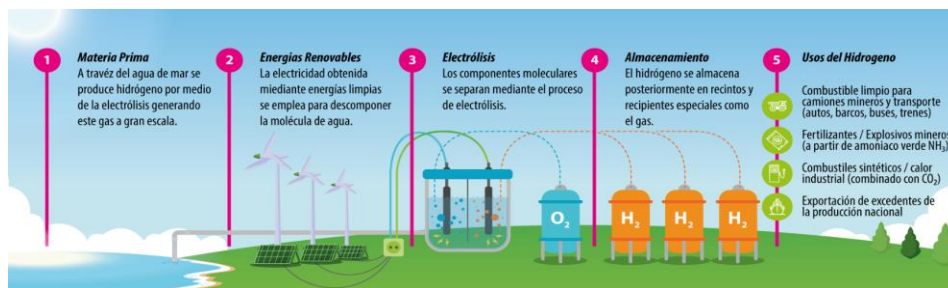 1
Materia Prima
A travéz del agua de mar se
produce hidrógeno por medio
de la electrólisis generando
este gas a gran escala.
2
Energías Renovables
La electricidad obtenida
mediante energías limpias
se emplea para descomponer
la molécula de agua.
3
Electrólisis
Los componentes moleculares
se separan mediante el proceso
de electrólisis.
4
Almacenamiento
El hidrógeno se almacena
posteriormente en recintos y
recipientes especiales como
el gas.
5
Usos del Hidrogeno
Combustible limpio para
camiones mineros y transporte
(autos, barcos, buses, trenes)
Fertilizantes / Explosivos mineros
(a partir de amoniaco verde NH₃)
Combustiles sintéticos / calor
industrial (combinado con CO₂)
Exportación de excedentes de
la producción nacional
O₂
H₂
H₂
H₂